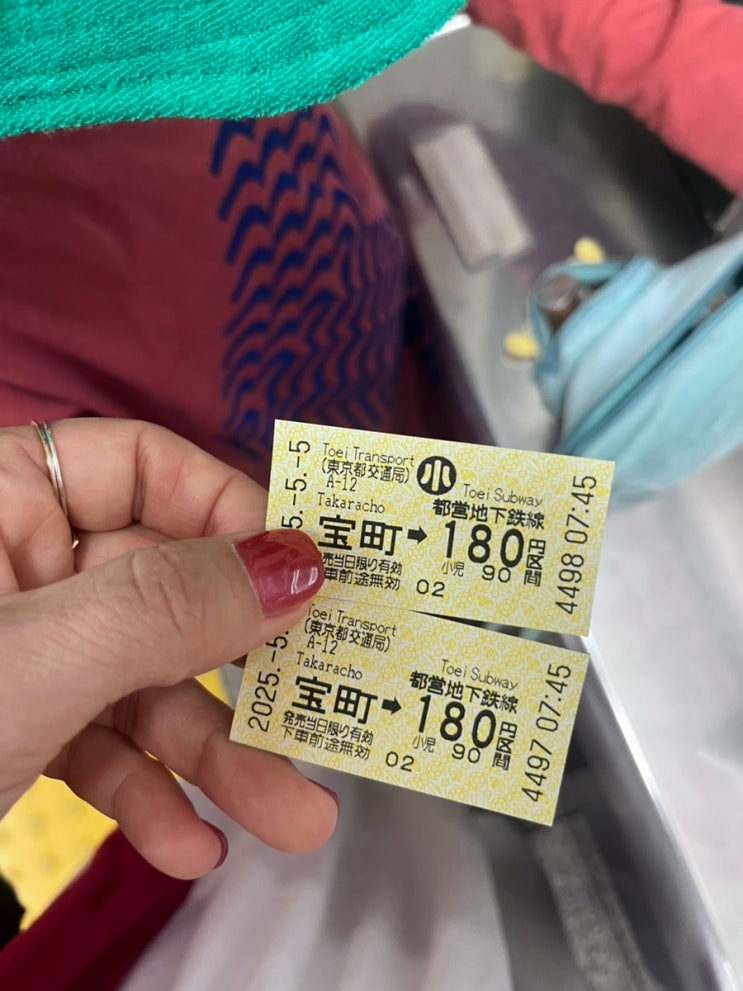 5.-5.-5
Toei Transport
(東京都交通局)
A-12
Takaracho
小
Toei Subway
都営地下鉄線
宝町➡180円区間
売当日限り有効
車前途無効
小児 90
02
4498 07:45
2025.-5.
Toei Transport
(東京都交通局)
A-12
Takaracho
Toei Subway
都営地下鉄線
宝町➡180円区間
発売当日限り有効
下車前途無効
小児 90
02
4497 07:45